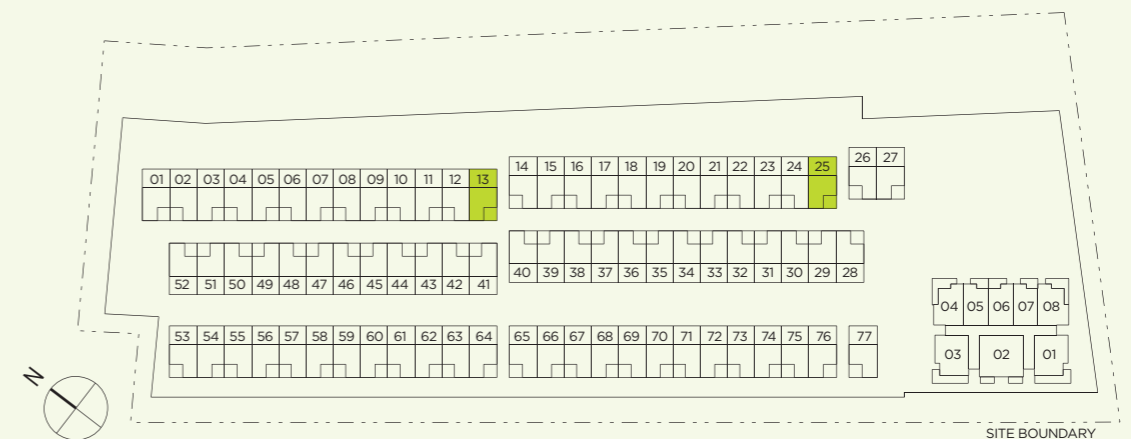 01 02 03 04 05 06 07 08 09 10 11 12 13
14 15 16 17 18 19 20 21 22 23 24 25
26 27
52 51 50 49 48 47 46 45 44 43 42 41
40 39 38 37 36 35 34 33 32 31 30 29 28
04 05 06 07 08
53 54 55 56 57 58 59 60 61 62 63 64
65 66 67 68 69 70 71 72 73 74 75 76
77
03 02 01
N
SITE BOUNDARY